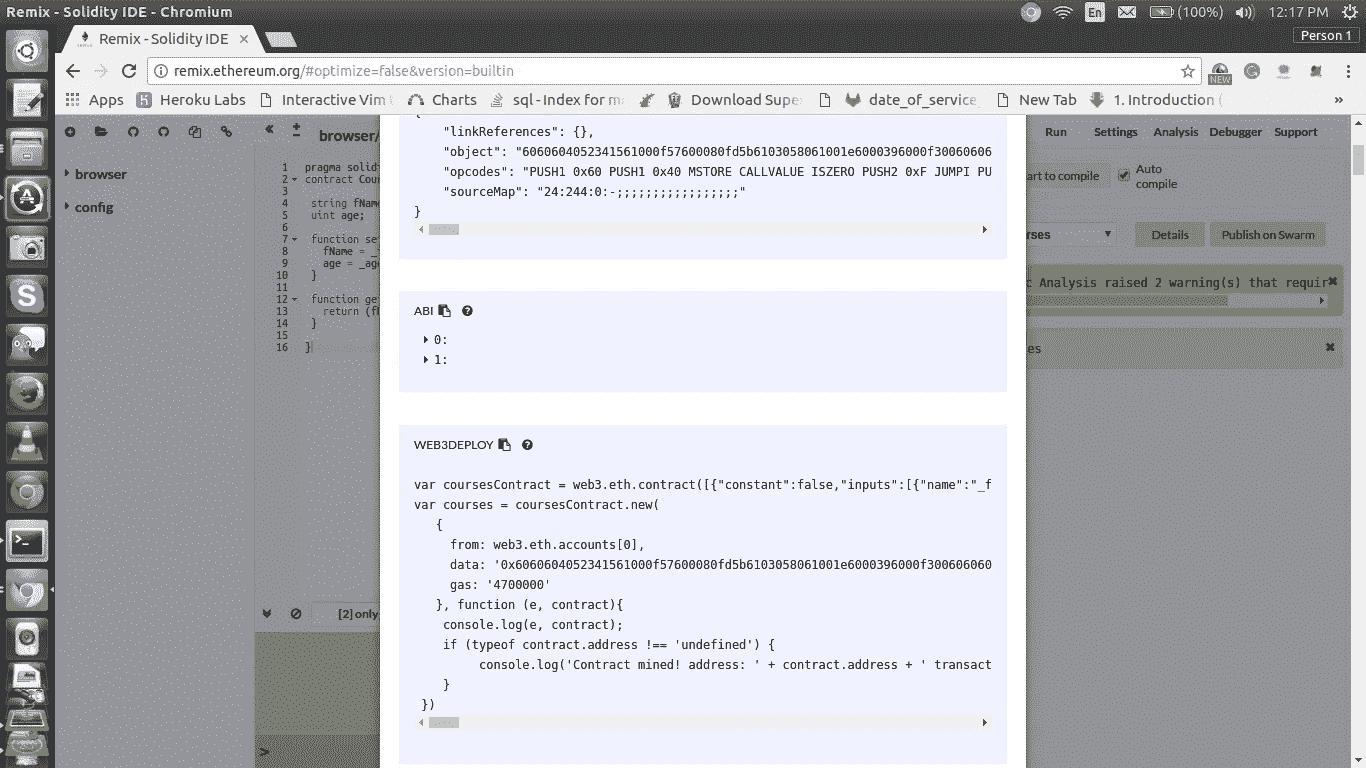 Remix - Solidity IDE - Chromium
En
(100%)
12:17 PM
Person 1
Remix - Solidity IDE
remix.ethereum.org/#optimize=false&version=builtin
NEW
Apps
Heroku Labs
Interactive Vim
Charts
sql - Index for
Download Supe
date_of_service
New Tab
1. Introduction (
»
browser/
Run
Settings
Analysis
Debugger
Support
browser
config
1 pragma solid
2 contract Cou
3
4 string fName
5 uint age;
6
7 function se
8 fName = _
9 age = _age
10 }
11
12 function ge
13 return (f
14 }
15
16 }
[2] only
>
{
"linkReferences": {},
"object": "6060604052341561000f57600080fd5b6103058061001e6000396000f30060606
"opcodes": "PUSH1 0x60 PUSH1 0x40 MSTORE CALLVALUE ISZERO PUSH2 0xF JUMPI PU
"sourceMap": "24:244:0:-;;;;;;;;;;;;;;;;;"
}
ABI
0:
1:
WEB3DEPLOY
var coursesContract = web3.eth.contract([{"constant":false,"inputs":[{"name":"_f
var courses = coursesContract.new(
{
from: web3.eth.accounts[0],
data: '0x6060604052341561000f57600080fd5b6103058061001e6000396000f300606060
gas: '4700000'
}, function (e, contract){
console.log(e, contract);
if (typeof contract.address !== 'undefined') {
console.log('Contract mined! address: ' + contract.address + ' transact
}
})
art to compile
Auto
compile
rses
Details
Publish on Swarm
c Analysis raised 2 warning(s) that requir
es